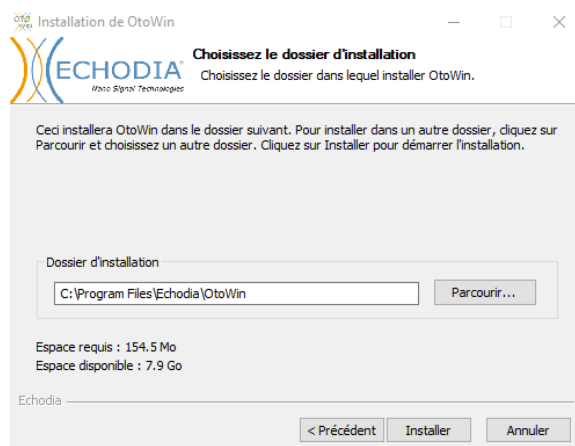 Installation de OtoWin
ECHODIA
Nano Signal Technologies
Choisissez le dossier d'installation
Choisissez le dossier dans lequel installer OtoWin.
Ceci installera OtoWin dans le dossier suivant. Pour installer dans un autre dossier, cliquez sur
Parcourir et choisissez un autre dossier. Cliquez sur Installer pour démarrer l'installation.
Dossier d'installation
C:\Program Files\Echodia\OtoWin
Parcourir...
Espace requis : 154.5 Mo
Espace disponible : 7.9 Go
Echodia
< Précédent
Installer
Annuler